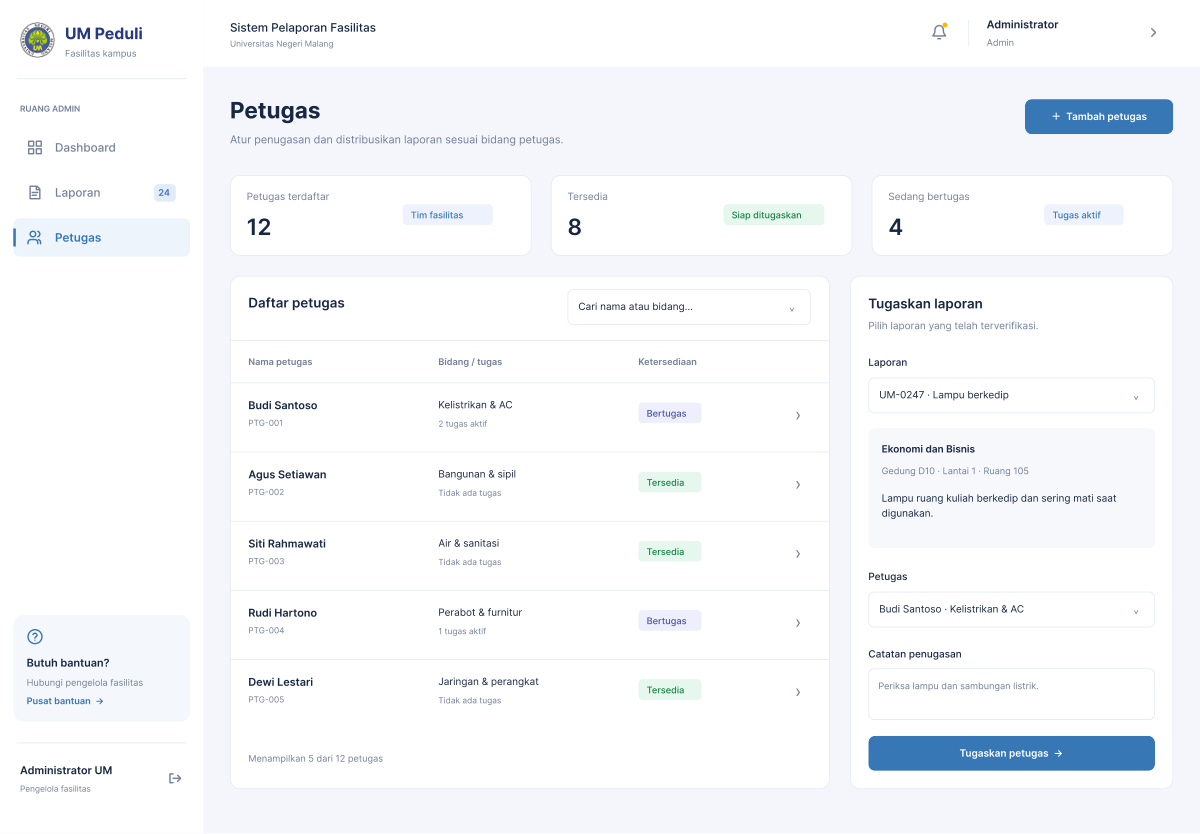 UM Peduli
Fasilitas kampus
RUANG ADMIN
Dashboard
Laporan 24
Petugas
Butuh bantuan?
Hubungi pengelola fasilitas
Pusat bantuan →
Administrator UM
Pengelola fasilitas
Sistem Pelaporan Fasilitas
Universitas Negeri Malang
Administrator
Admin
Petugas
Atur penugasan dan distribusikan laporan sesuai bidang petugas.
+ Tambah petugas
Petugas terdaftar
12
Tim fasilitas
Tersedia
8
Siap ditugaskan
Sedang bertugas
4
Tugas aktif
Daftar petugas
Cari nama atau bidang...
Nama petugas Bidang / tugas Ketersediaan
Budi Santoso Kelistrikan & AC Bertugas
PTG-001 2 tugas aktif
Agus Setiawan Bangunan & sipil Tersedia
PTG-002 Tidak ada tugas
Siti Rahmawati Air & sanitasi Tersedia
PTG-003 Tidak ada tugas
Rudi Hartono Perabot & furnitur Bertugas
PTG-004 1 tugas aktif
Dewi Lestari Jaringan & perangkat Tersedia
PTG-005 Tidak ada tugas
Menampilkan 5 dari 12 petugas
Tugaskan laporan
Pilih laporan yang telah terverifikasi.
Laporan
UM-0247 · Lampu berkedip
Ekonomi dan Bisnis
Gedung D10 · Lantai 1 · Ruang 105
Lampu ruang kuliah berkedip dan sering mati saat
digunakan.
Petugas
Budi Santoso · Kelistrikan & AC
Catatan penugasan
Periksa lampu dan sambungan listrik.
Tugaskan petugas →